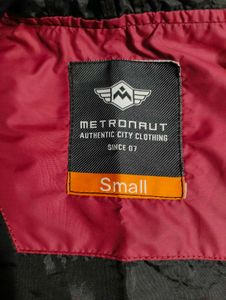 METRONAUT
AUTHENTIC CITY CLOTHING
SINCE 07
Small